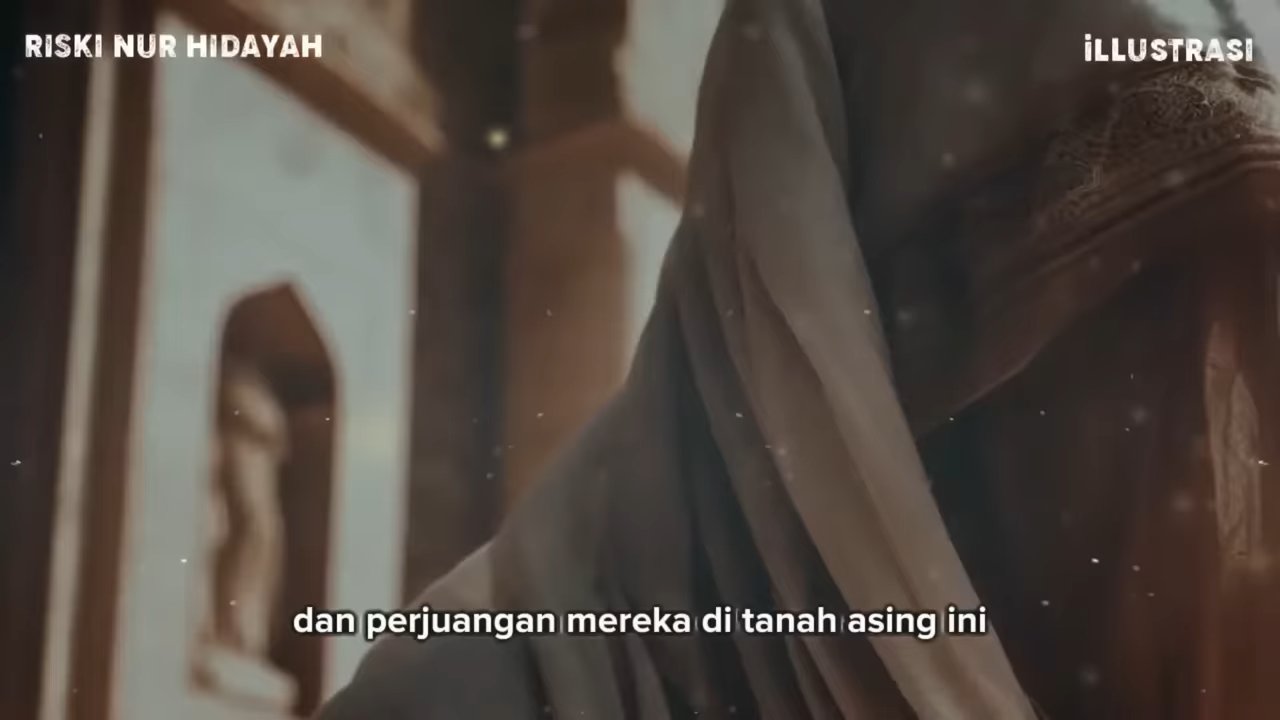 RISKI NUR HIDAYAH
iLLUSTRASI
dan perjuangan mereka di tanah asing ini